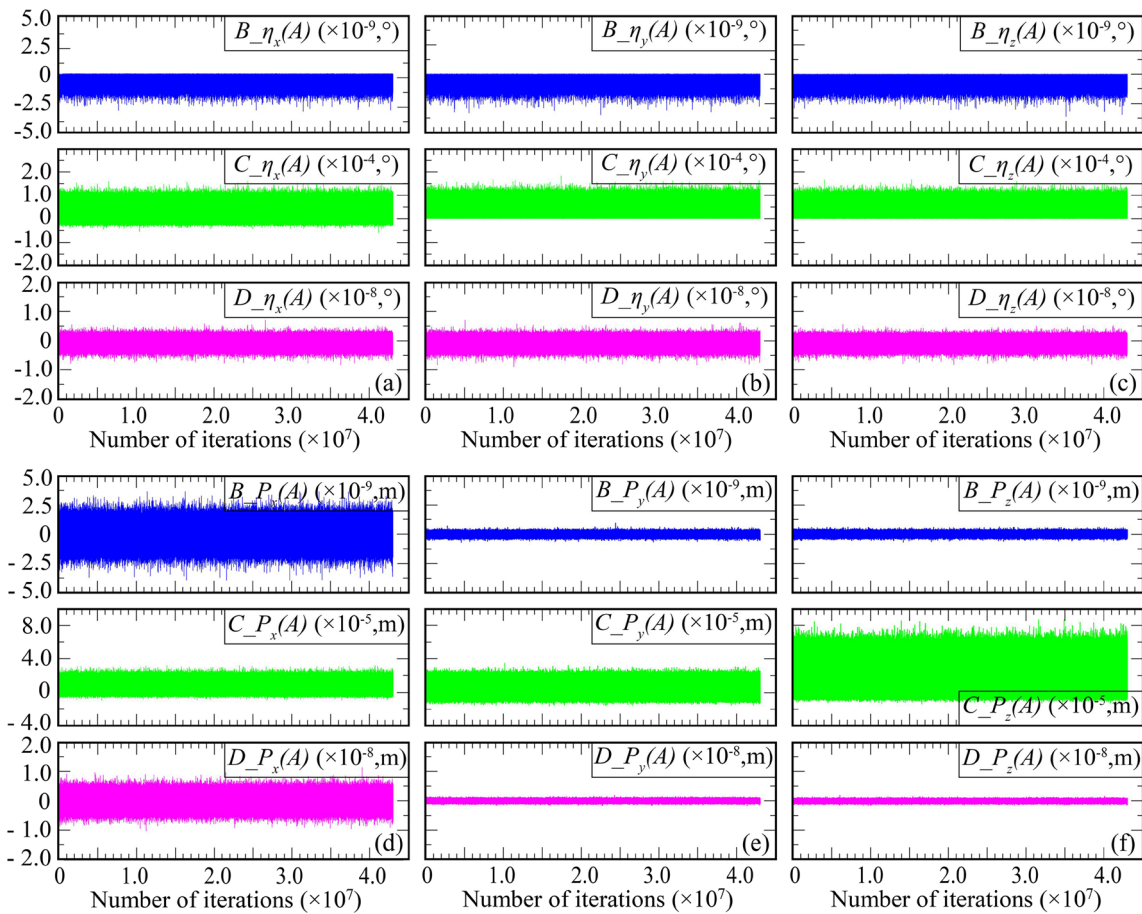 5.0 B_ηx(A) (×10-9,°) B_ηy(A) (×10-9,°) B_ηz(A) (×10-9,°)
2.5
0
-2.5
-5.0
2.0 C_ηx(A) (×10-4,°) C_ηy(A) (×10-4,°) C_ηz(A) (×10-4,°)
1.0
0
-1.0
-2.0
2.0 D_ηx(A) (×10-8,°) D_ηy(A) (×10-8,°) D_ηz(A) (×10-8,°)
1.0
0
-1.0
-2.0 (a) (b) (c)
0 1.0 2.0 3.0 4.0 0 1.0 2.0 3.0 4.0 0 1.0 2.0 3.0 4.0
Number of iterations (×107) Number of iterations (×107) Number of iterations (×107)
5.0 B_Px(A) (×10-9,m) B_Py(A) (×10-9,m) B_Pz(A) (×10-9,m)
2.5
0
- 2.5
- 5.0
8.0 C_Px(A) (×10-5,m) C_Py(A) (×10-5,m)
4.0
0 C_Pz(A) (×10-5,m)
- 4.0
2.0 D_Px(A) (×10-8,m) D_Py(A) (×10-8,m) D_Pz(A) (×10-8,m)
1.0
0
- 1.0
- 2.0 (d) (e) (f)
0 1.0 2.0 3.0 4.0 0 1.0 2.0 3.0 4.0 0 1.0 2.0 3.0 4.0
Number of iterations (×107) Number of iterations (×107) Number of iterations (×107)